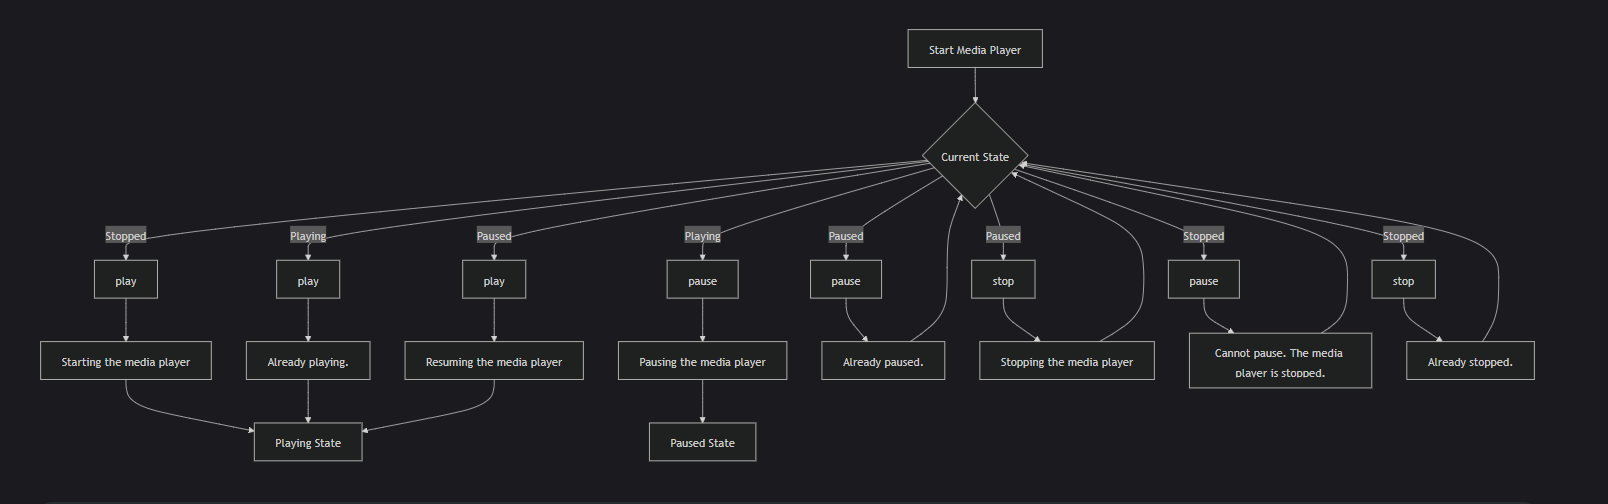 Start Media Player
Current State
Stopped
Playing
Paused
Playing
Paused
Paused
Stopped
Stopped
play
play
play
pause
pause
stop
pause
stop
Starting the media player
Already playing.
Resuming the media player
Pausing the media player
Already paused.
Stopping the media player
Cannot pause. The media
player is stopped.
Already stopped.
Playing State
Paused State